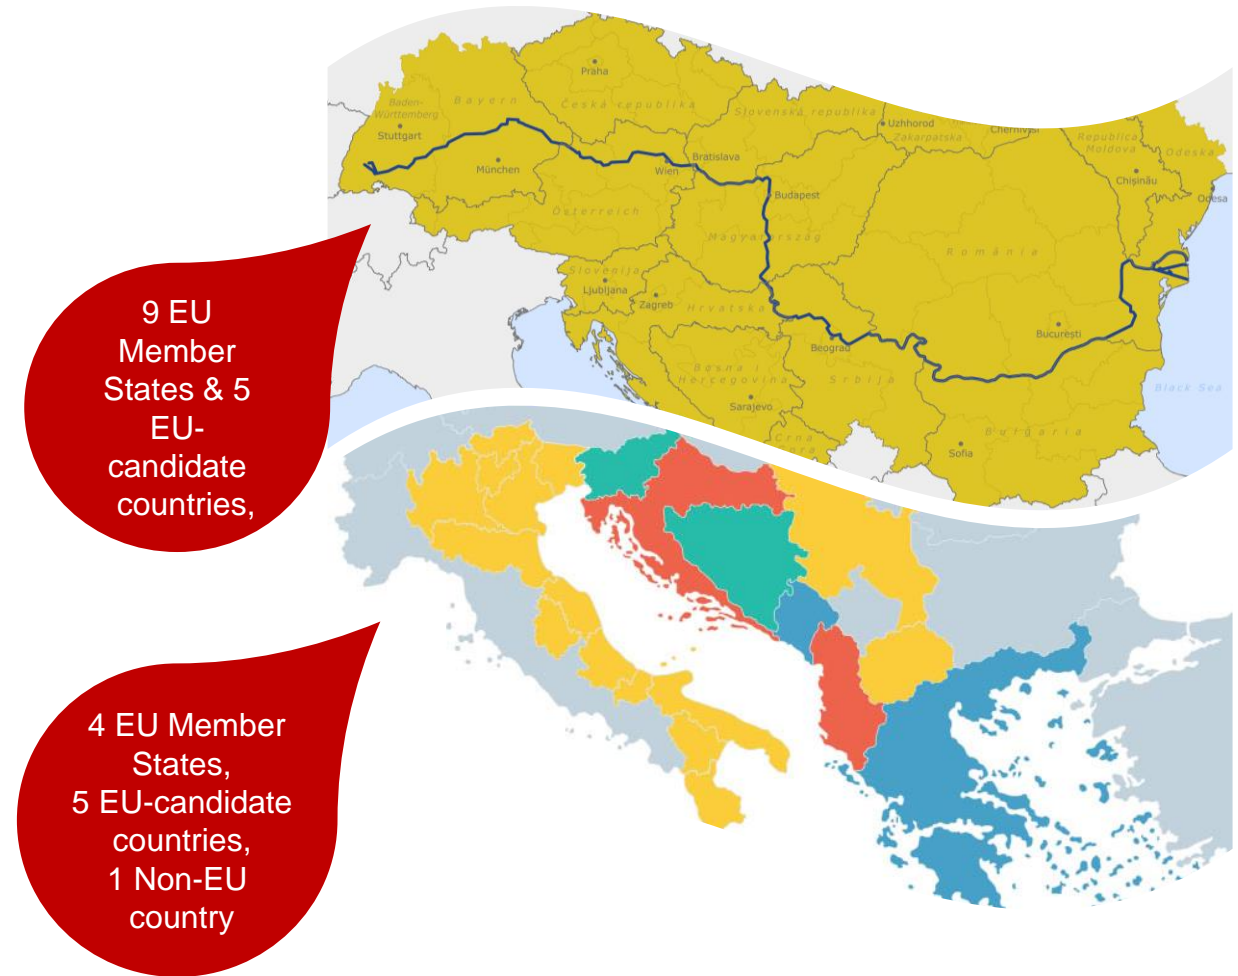 Praha
Baden-
Württemberg
Bayern
Česká republika
Slovenská republika
Stuttgart
Uzhhorod
Zakarpatska
Chernivtsi
Republica
Moldova
Odeska
München
Wien
Bratislava
Chișinău
Budapest
Odesa
Österreich
Magyarország
România
Slovenija
Ljubljana
Zagreb
Hrvatska
București
Beograd
Bosna i
Hercegovina
Srbija
Black Sea
Sarajevo
Crna
Gora
Bulgaria
Sofia
9 EU
Member
States & 5
EU-
candidate
countries,
4 EU Member
States,
5 EU-candidate
countries,
1 Non-EU
country